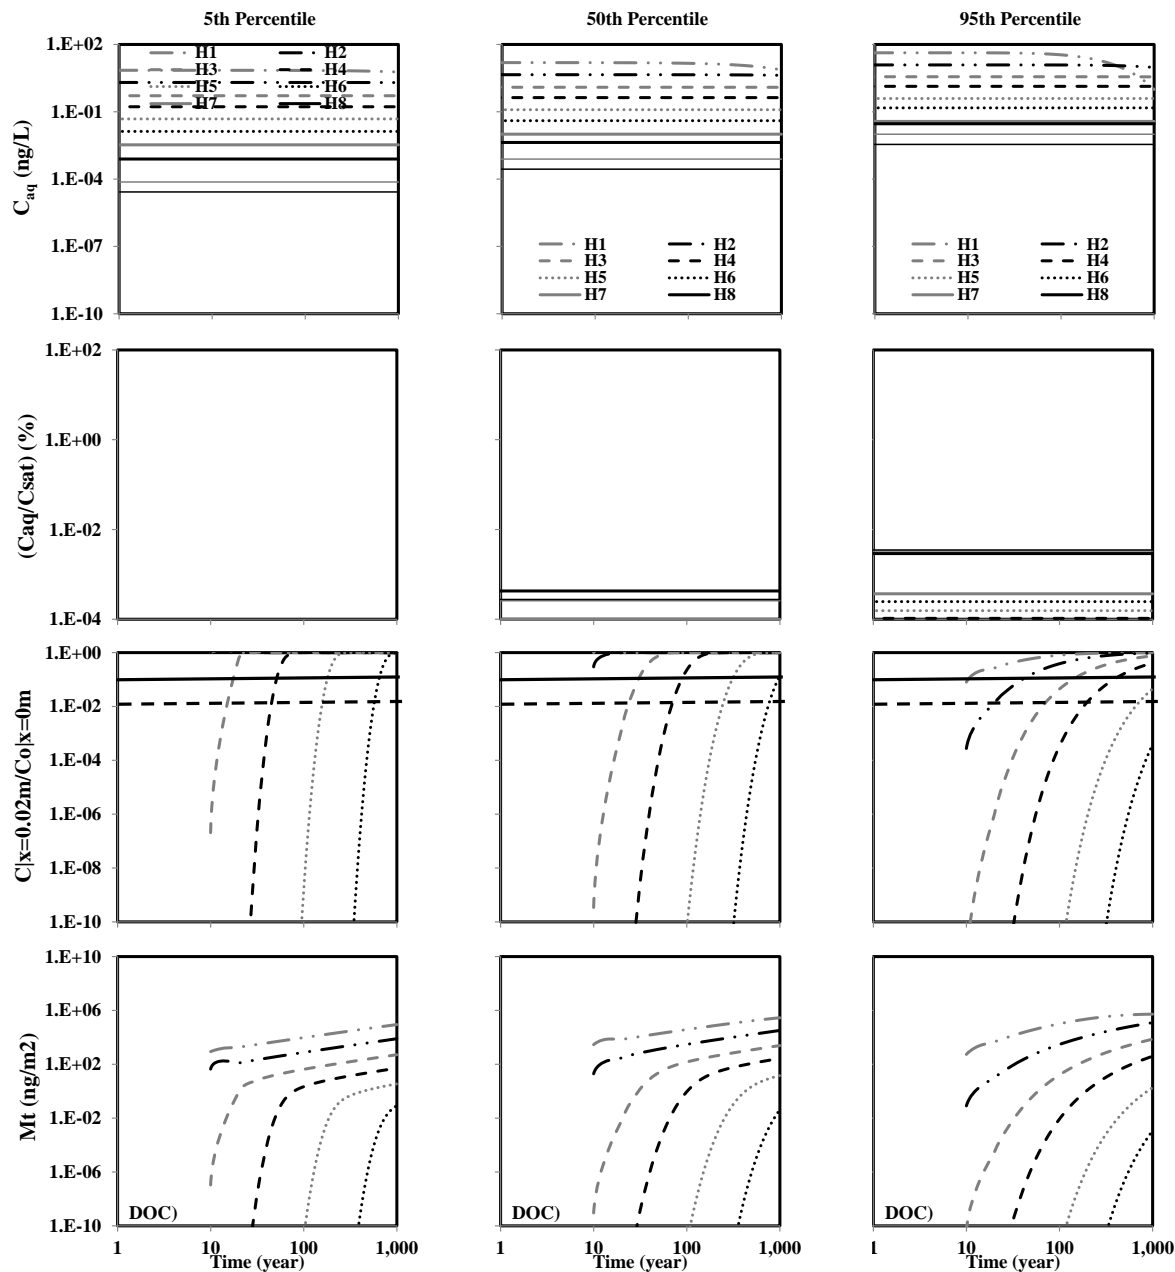 5th Percentile 50th Percentile 95th Percentile
1.E+02
1.E-01
1.E-04
1.E-07
1.E-10
C_aq (ng/L)
H1 H2
H3 H4
H5 H6
H7 H8
H1 H2
H3 H4
H5 H6
H7 H8
H1 H2
H3 H4
H5 H6
H7 H8
1.E+02
1.E+00
1.E-02
1.E-04
(Caq/Csat) (%)
1.E+00
1.E-02
1.E-04
1.E-06
1.E-08
1.E-10
C|x=0.02m/Co|x=0m
1.E+10
1.E+06
1.E+02
1.E-02
1.E-06
1.E-10
Mt (ng/m2)
DOC) DOC) DOC)
1 10 100 1,000 1 10 100 1,000 1 10 100 1,000
Time (year) Time (year) Time (year)